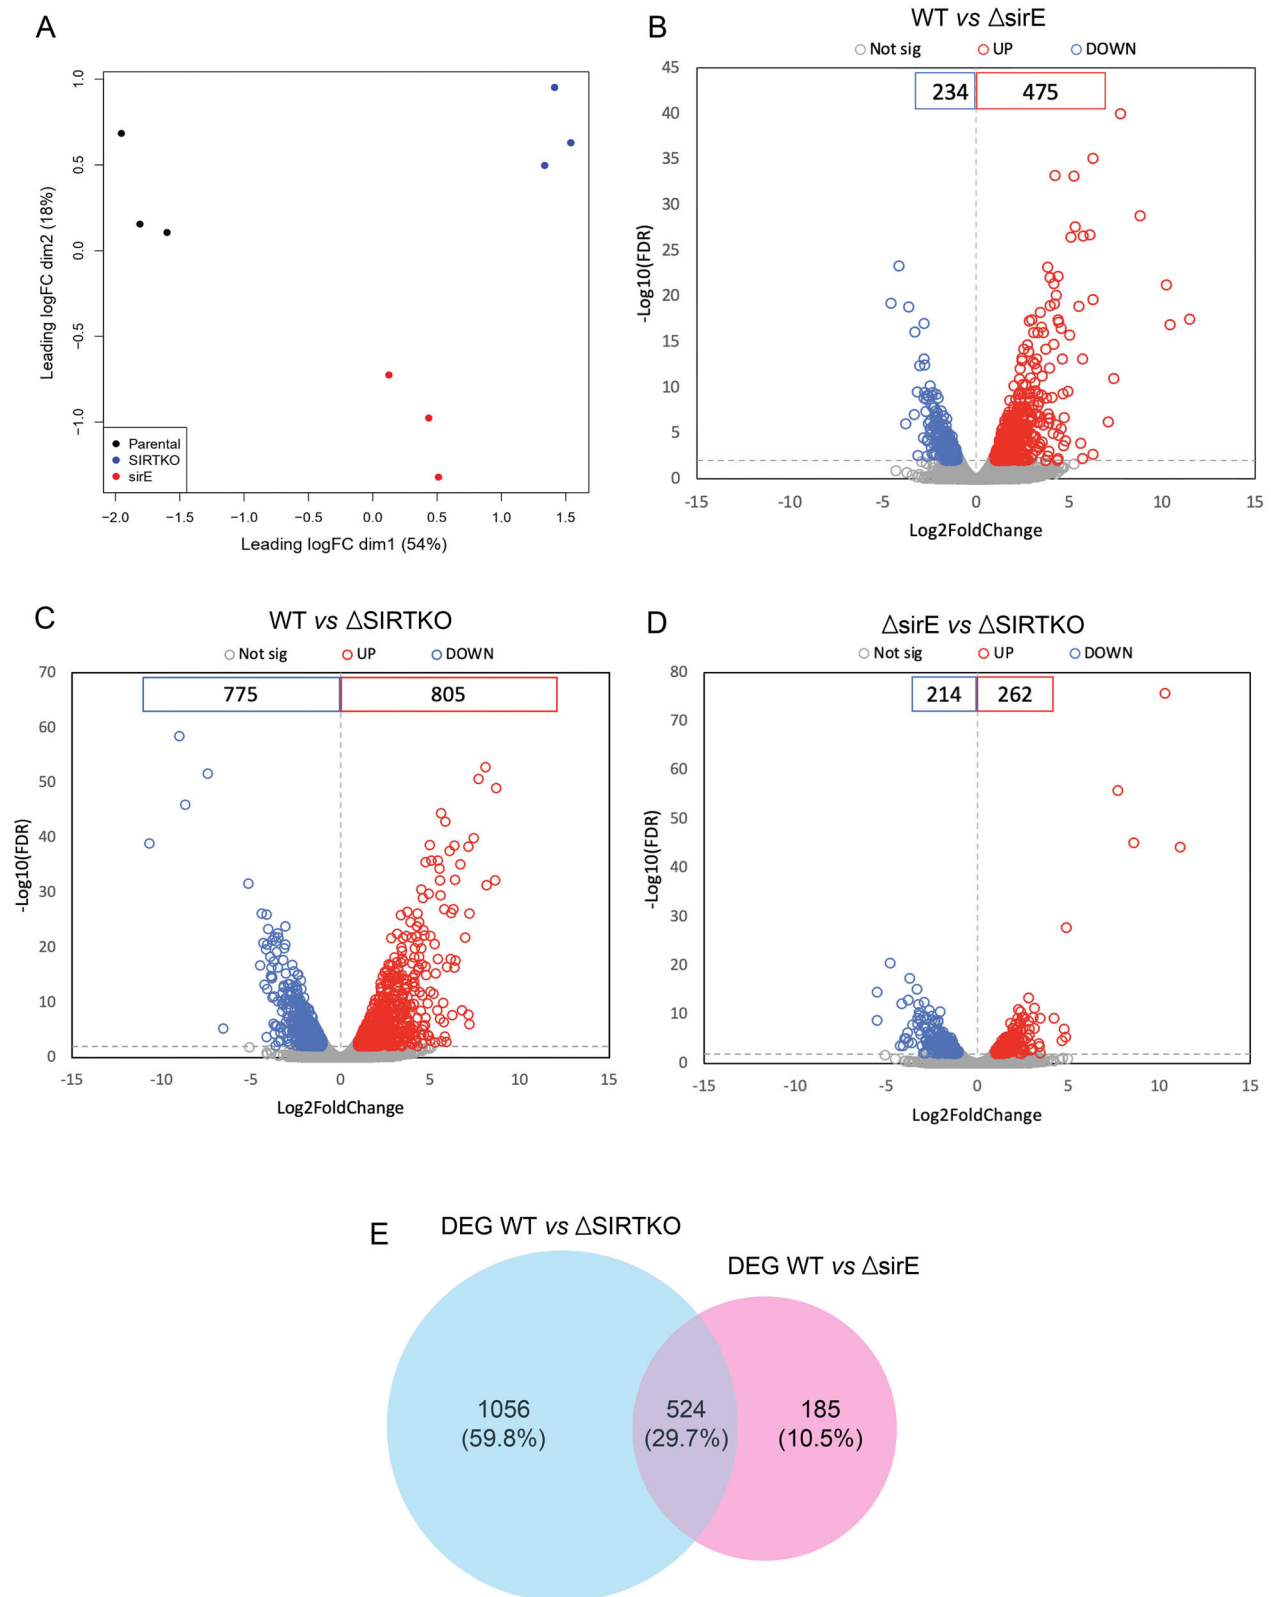 A
1.0
0.5
0.0
−0.5
−1.0
Leading logFC dim2 (18%)
Parental
SIRTKO
sirE
−2.0 −1.5 −1.0 −0.5 0.0 0.5 1.0 1.5
Leading logFC dim1 (54%)
B
WT vs ΔsirE
Not sig UP DOWN
234 475
45
40
35
30
25
20
15
10
5
0
-Log10(FDR)
-15 -10 -5 0 5 10 15
Log2FoldChange
C
WT vs ΔSIRTKO
Not sig UP DOWN
775 805
70
60
50
40
30
20
10
0
-Log10(FDR)
-15 -10 -5 0 5 10 15
Log2FoldChange
D
ΔsirE vs ΔSIRTKO
Not sig UP DOWN
214 262
80
70
60
50
40
30
20
10
0
-Log10(FDR)
-15 -10 -5 0 5 10 15
Log2FoldChange
E
DEG WT vs ΔSIRTKO
DEG WT vs ΔsirE
1056 524 185
(59.8%) (29.7%) (10.5%)